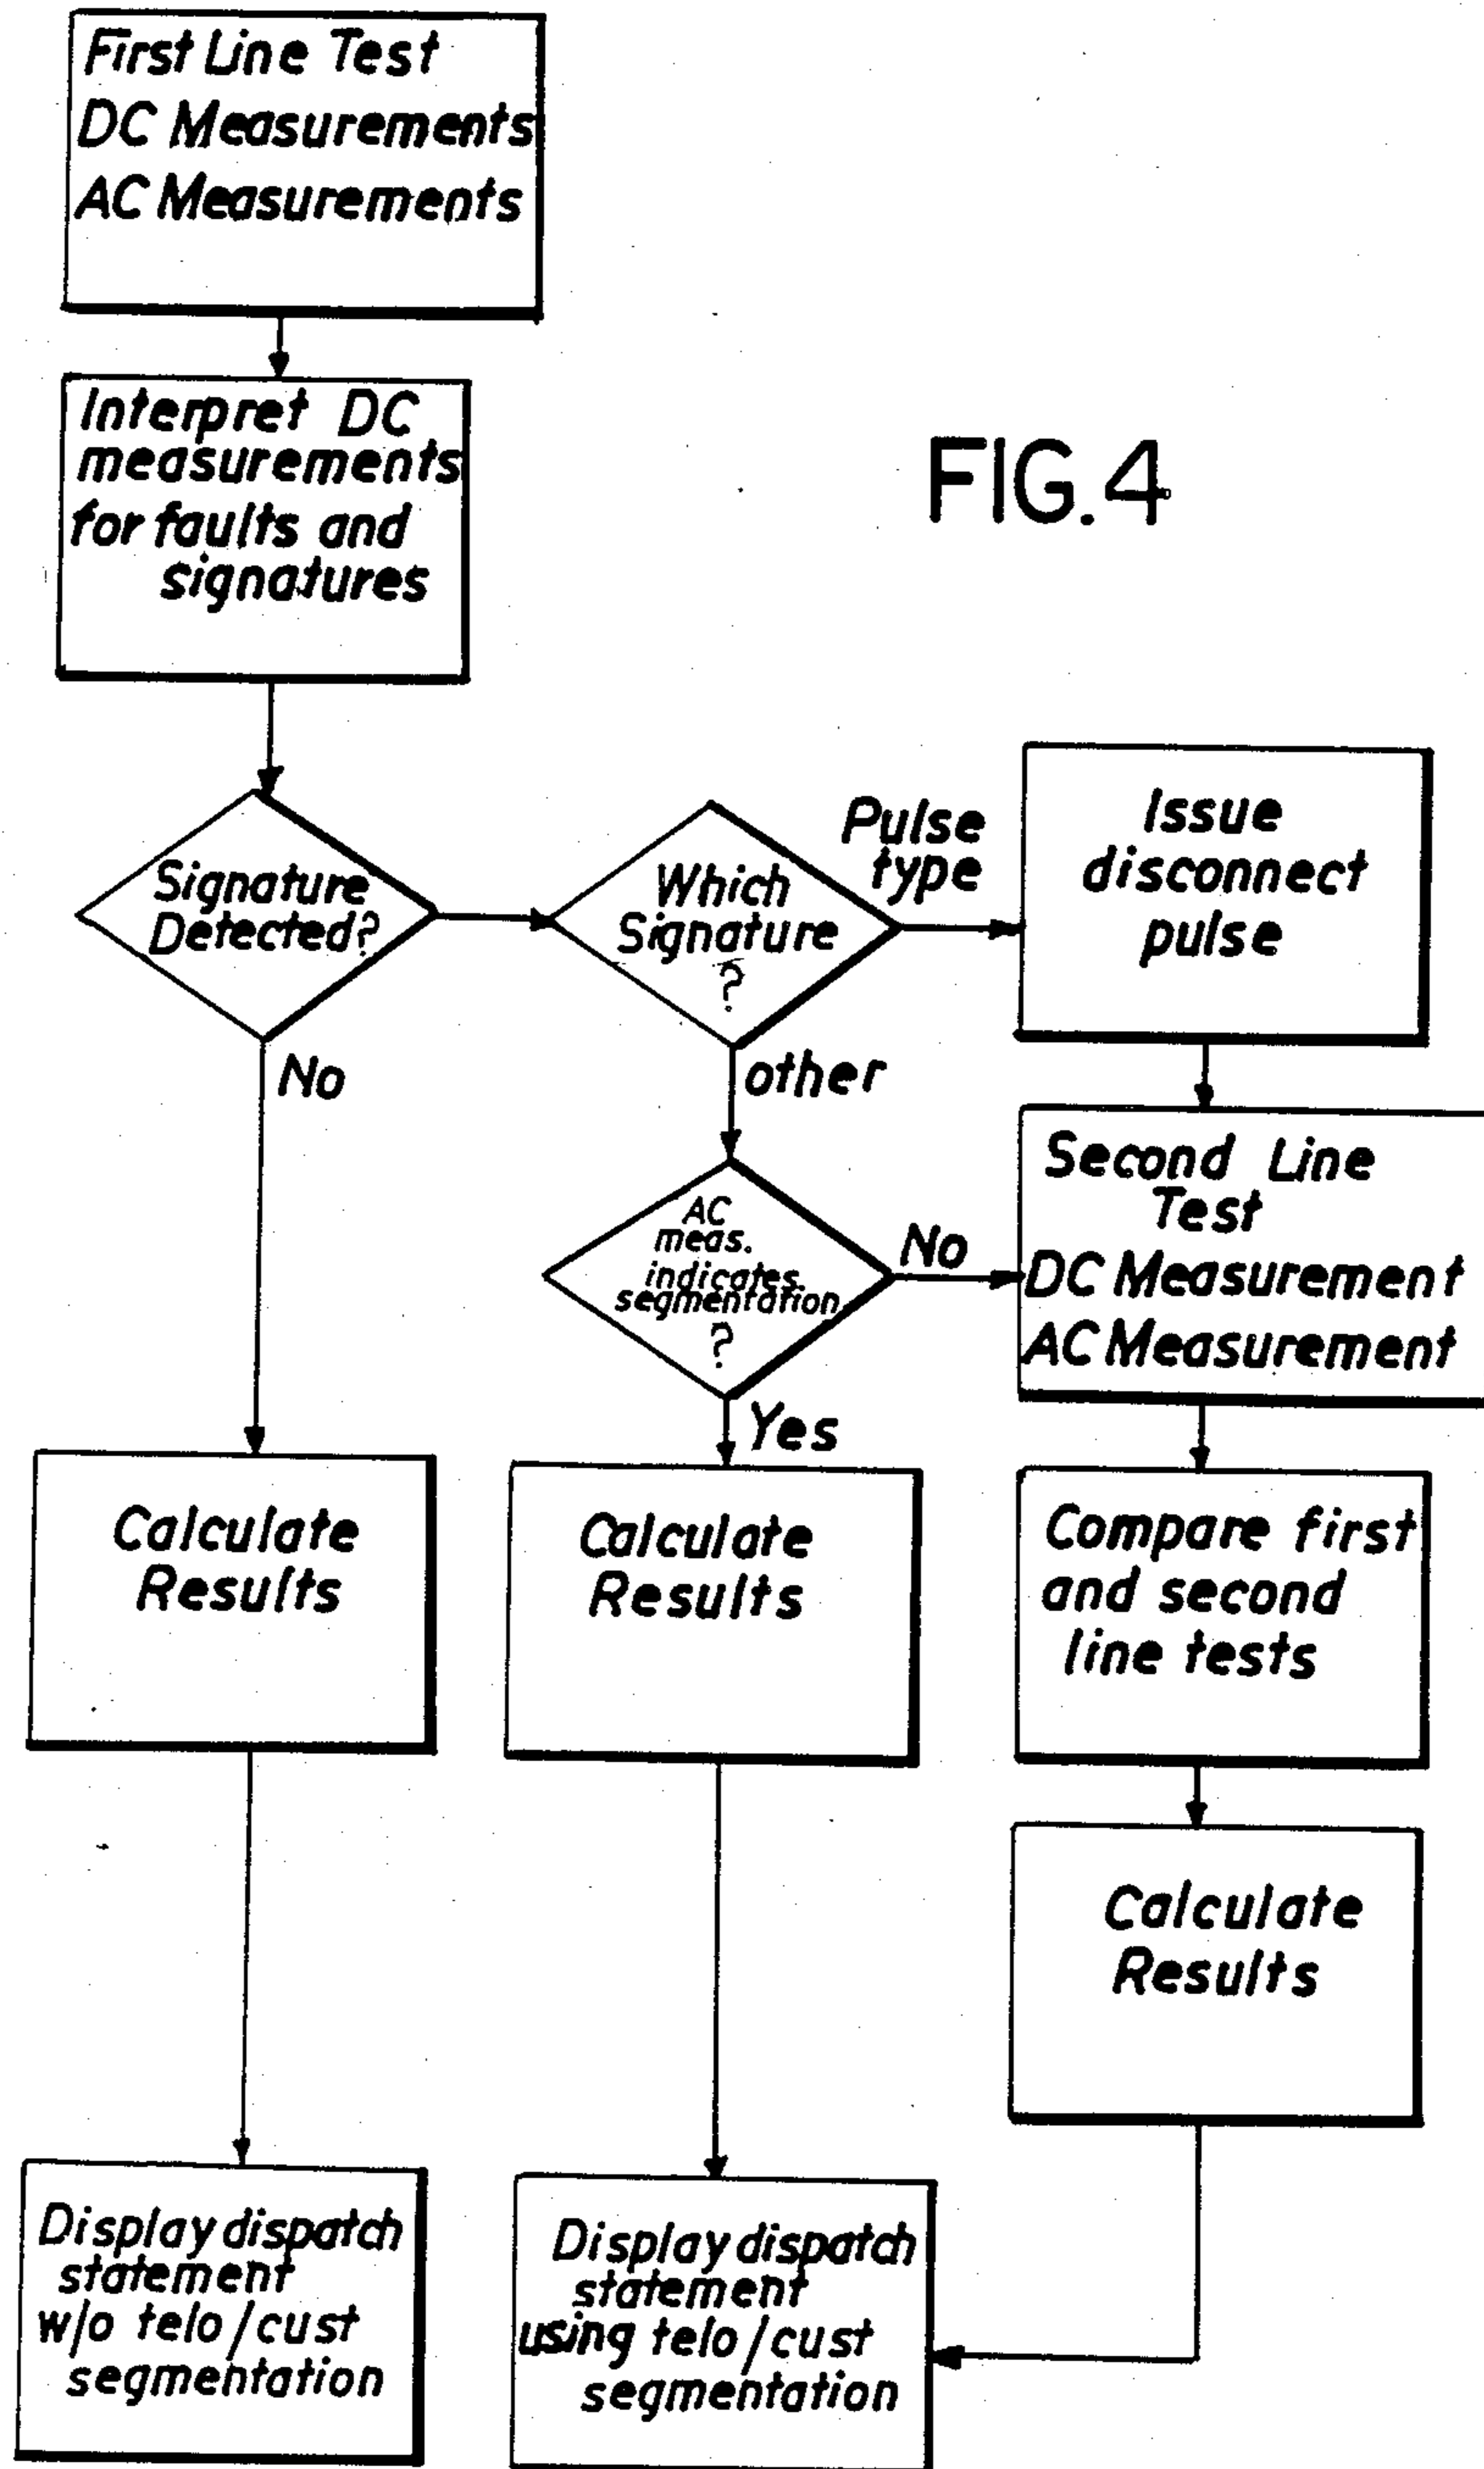 First Line Test
DC Measurements
AC Measurements
Interpret DC
measurements
for faults and
signatures
FIG.4
Signature
Detected?
Which
Signature
?
Pulse
type
Issue
disconnect
pulse
No
other
AC
meas.
indicates
segmentation
?
No
Second Line
Test
DC Measurement
AC Measurement
Yes
Calculate
Results
Calculate
Results
Compare first
and second
line tests
Calculate
Results
Display dispatch
statement
w/o telo/cust
segmentation
Display dispatch
statement
using telo/cust
segmentation